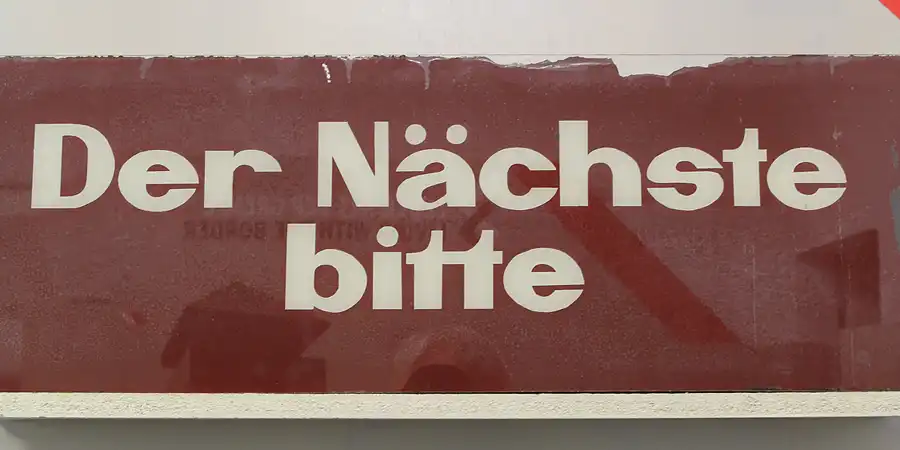 Der Nächste
bitte